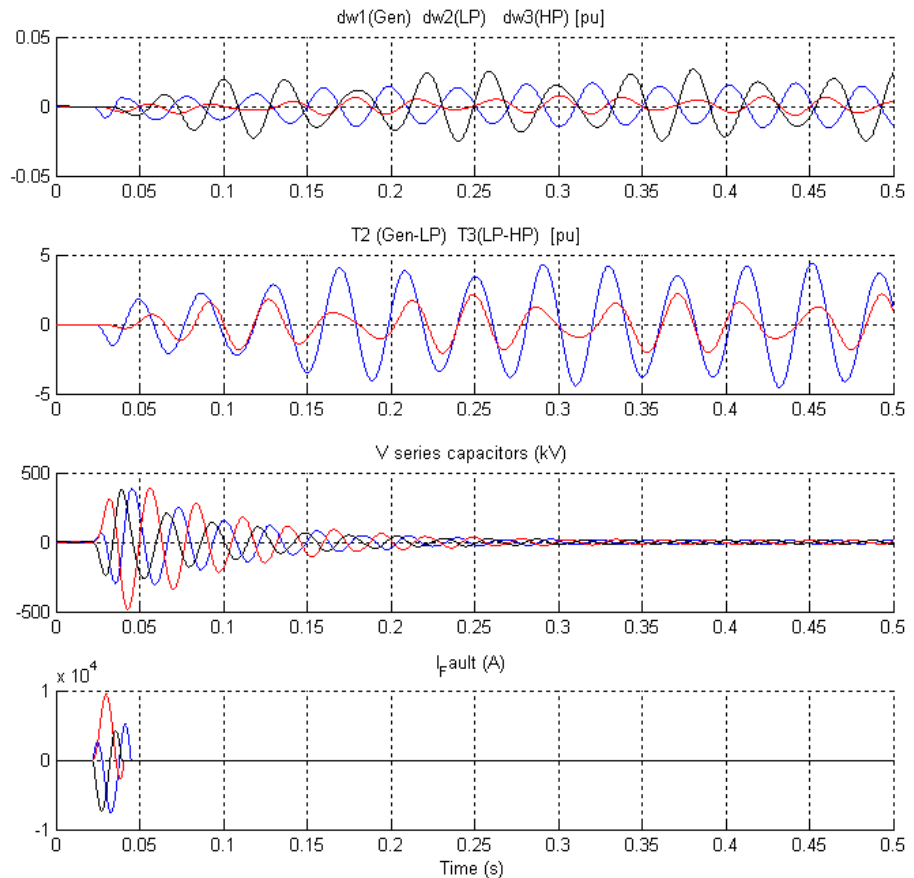 dw1(Gen) dw2(LP) dw3(HP) [pu]
0.05
0
-0.05
0 0.05 0.1 0.15 0.2 0.25 0.3 0.35 0.4 0.45 0.5
T2 (Gen-LP) T3(LP-HP) [pu]
5
0
-5
0 0.05 0.1 0.15 0.2 0.25 0.3 0.35 0.4 0.45 0.5
V series capacitors (kV)
500
0
-500
0 0.05 0.1 0.15 0.2 0.25 0.3 0.35 0.4 0.45 0.5
I_Fault (A)
x 10^4
1
0
-1
0 0.05 0.1 0.15 0.2 0.25 0.3 0.35 0.4 0.45 0.5
Time (s)